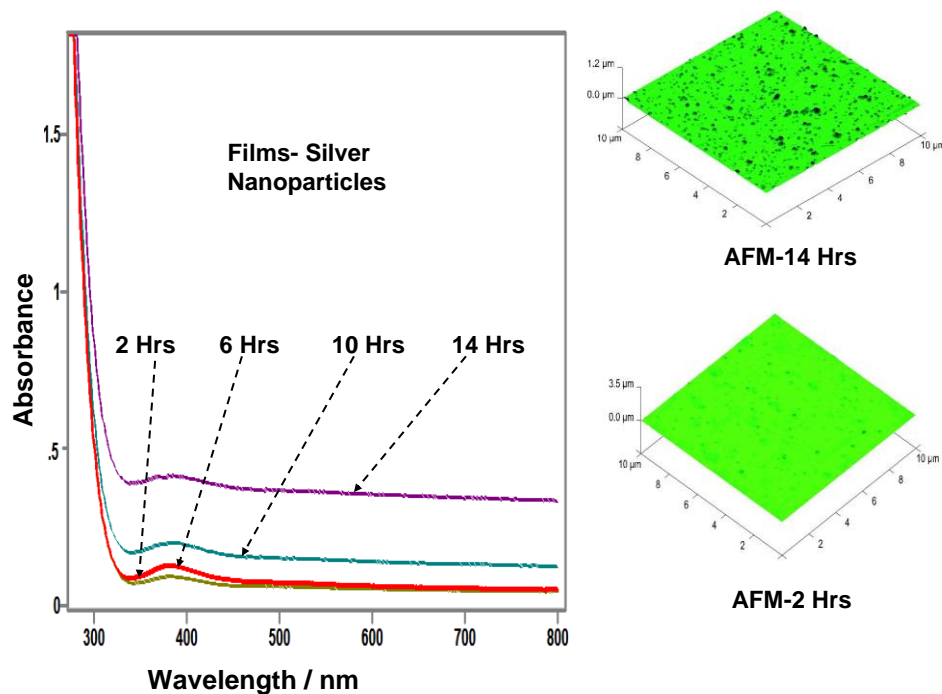 Films- Silver
Nanoparticles
Absorbance
1.5
1
.5
0
2 Hrs
6 Hrs
10 Hrs
14 Hrs
300
400
500
600
700
800
Wavelength / nm
1.2 µm
0.0 µm
10 µm
8
6
4
2
2
4
6
8
10 µm
AFM-14 Hrs
3.5 µm
0.0 µm
10 µm
8
6
4
2
2
4
6
8
10 µm
AFM-2 Hrs